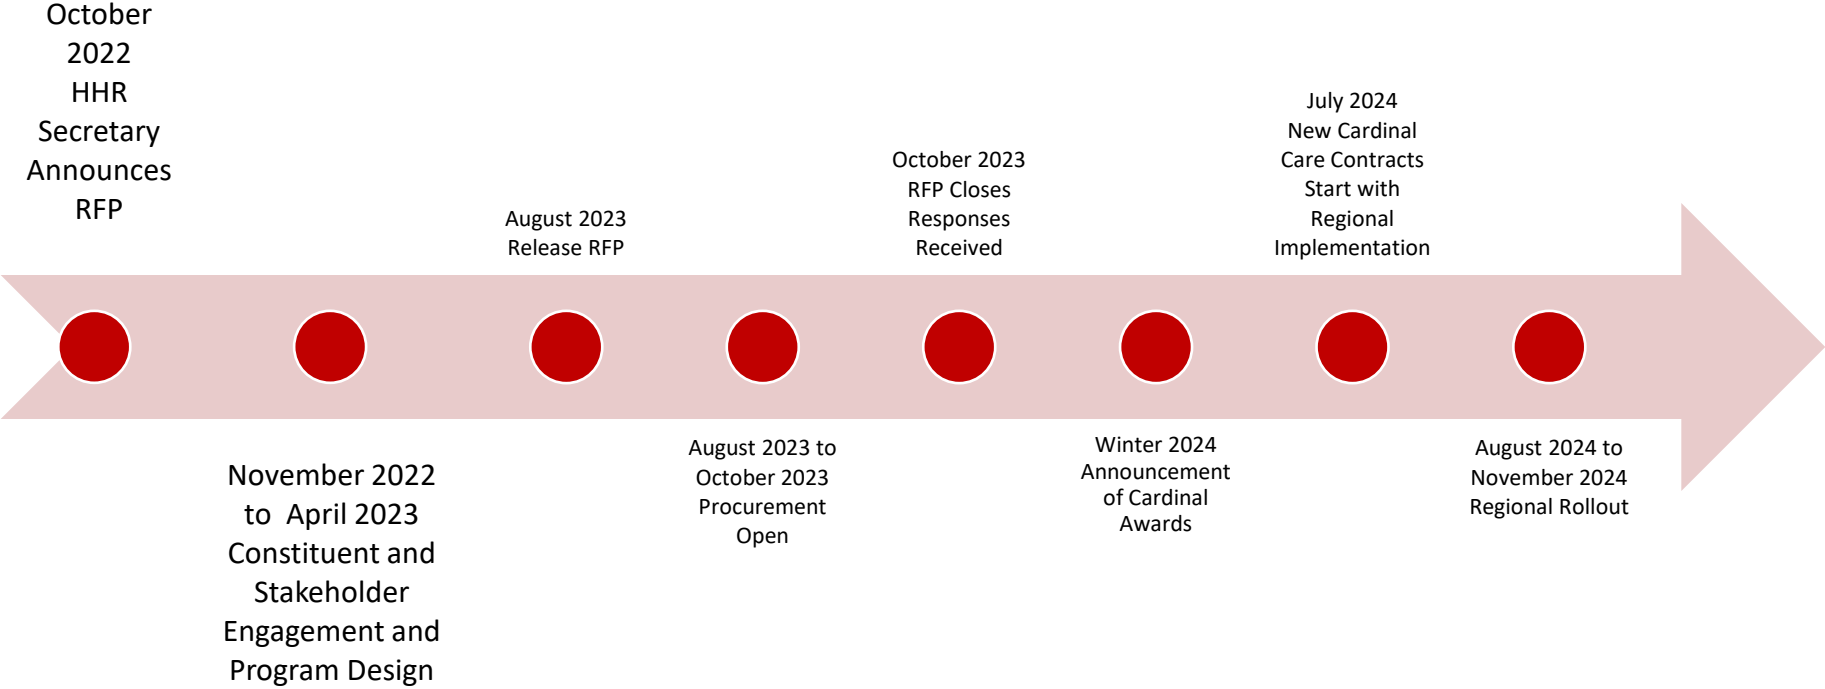 October
2022
HHR
Secretary
Announces
RFP
November 2022
to April 2023
Constituent and
Stakeholder
Engagement and
Program Design
August 2023
Release RFP
August 2023 to
October 2023
Procurement
Open
October 2023
RFP Closes
Responses
Received
Winter 2024
Announcement
of Cardinal
Awards
July 2024
New Cardinal
Care Contracts
Start with
Regional
Implementation
August 2024 to
November 2024
Regional Rollout